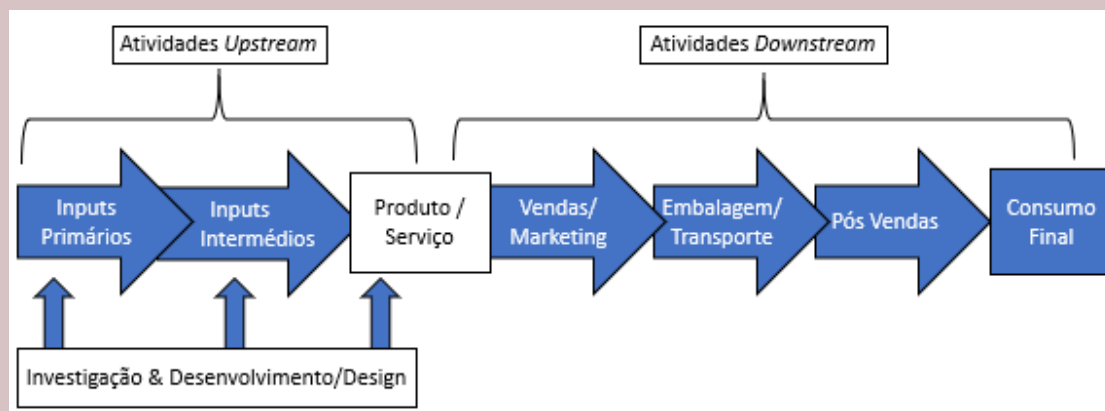 Atividades Upstream
Atividades Downstream
Inputs
Primários
Inputs
Intermédios
Produto /
Serviço
Vendas/
Marketing
Embalagem/
Transporte
Pós Vendas
Consumo
Final
Investigação & Desenvolvimento/Design